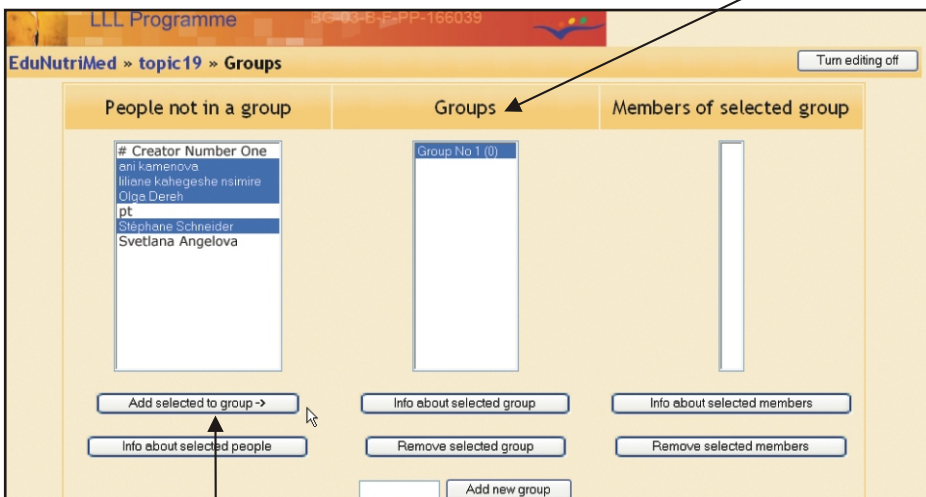 LLL Programme
BG-03-B-F-PP-166039
EduNutriMed » topic19 » Groups
Turn editing off
People not in a group
Groups
Members of selected group
# Creator Number One
ani kamenova
liliane kahegeshe nsimire
Olga Dereh
pt
Stéphane Schneider
Svetlana Angelova
Group No 1 (0)
Add selected to group ->
Info about selected group
Info about selected members
Info about selected people
Remove selected group
Remove selected members
Add new group